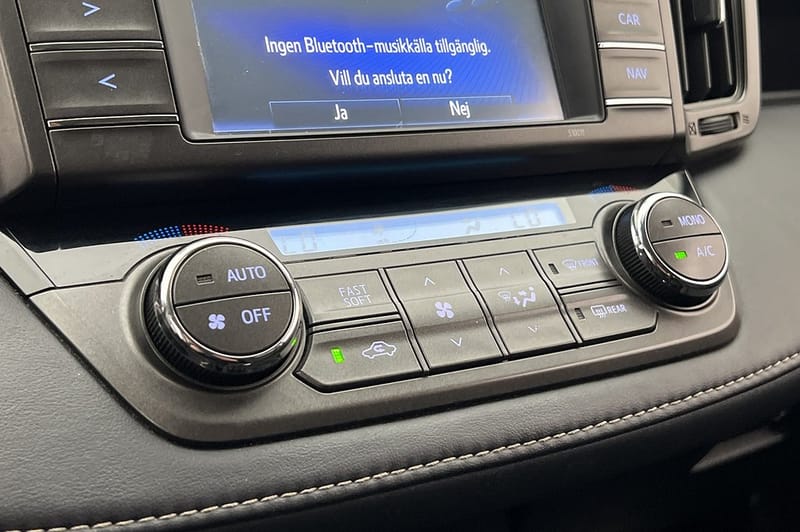 >
<
Ingen Bluetooth-musikkälla tillgänglig.
Vill du ansluta en nu?
Ja
Nej
CAR
NAV
AUTO
OFF
FAST
SOFT
FRONT
REAR
MONO
A/C